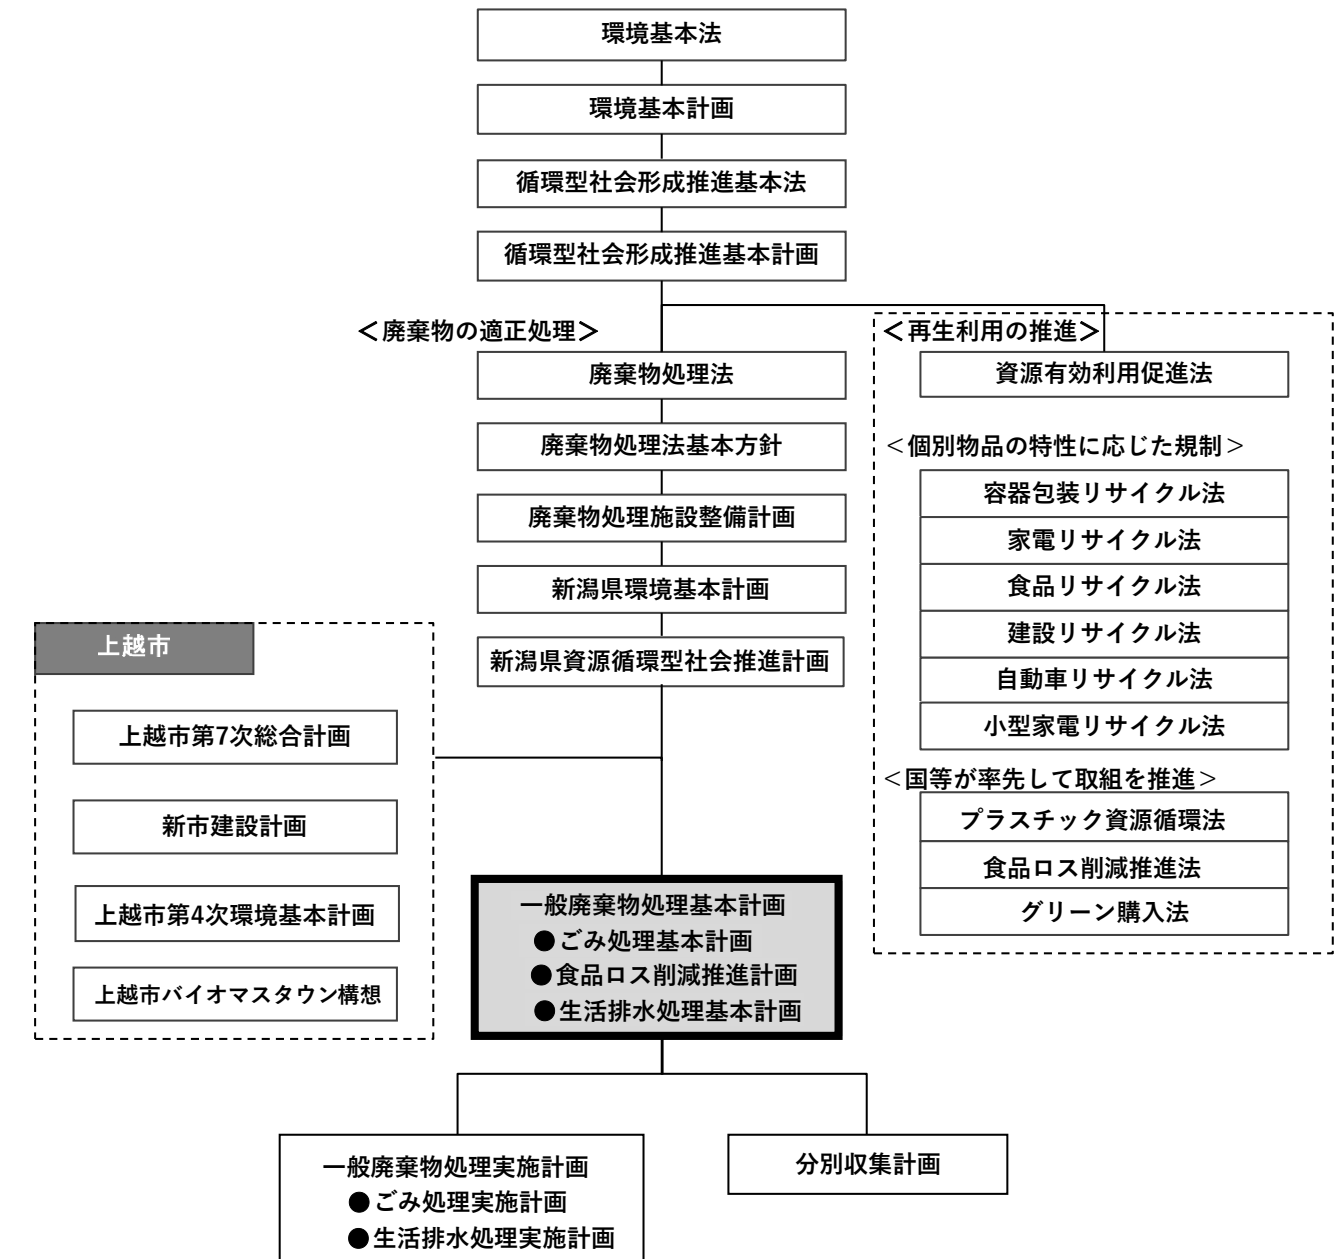 環境基本法
環境基本計画
循環型社会形成推進基本法
循環型社会形成推進基本計画
＜廃棄物の適正処理＞
廃棄物処理法
廃棄物処理法基本方針
廃棄物処理施設整備計画
新潟県環境基本計画
新潟県資源循環型社会推進計画
＜再生利用の推進＞
資源有効利用促進法
＜個別物品の特性に応じた規制＞
容器包装リサイクル法
家電リサイクル法
食品リサイクル法
建設リサイクル法
自動車リサイクル法
小型家電リサイクル法
＜国等が率先して取組を推進＞
プラスチック資源循環法
食品ロス削減推進法
グリーン購入法
上越市
上越市第7次総合計画
新市建設計画
上越市第4次環境基本計画
上越市バイオマスタウン構想
一般廃棄物処理基本計画
●ごみ処理基本計画
●食品ロス削減推進計画
●生活排水処理基本計画
一般廃棄物処理実施計画
●ごみ処理実施計画
●生活排水処理実施計画
分別収集計画